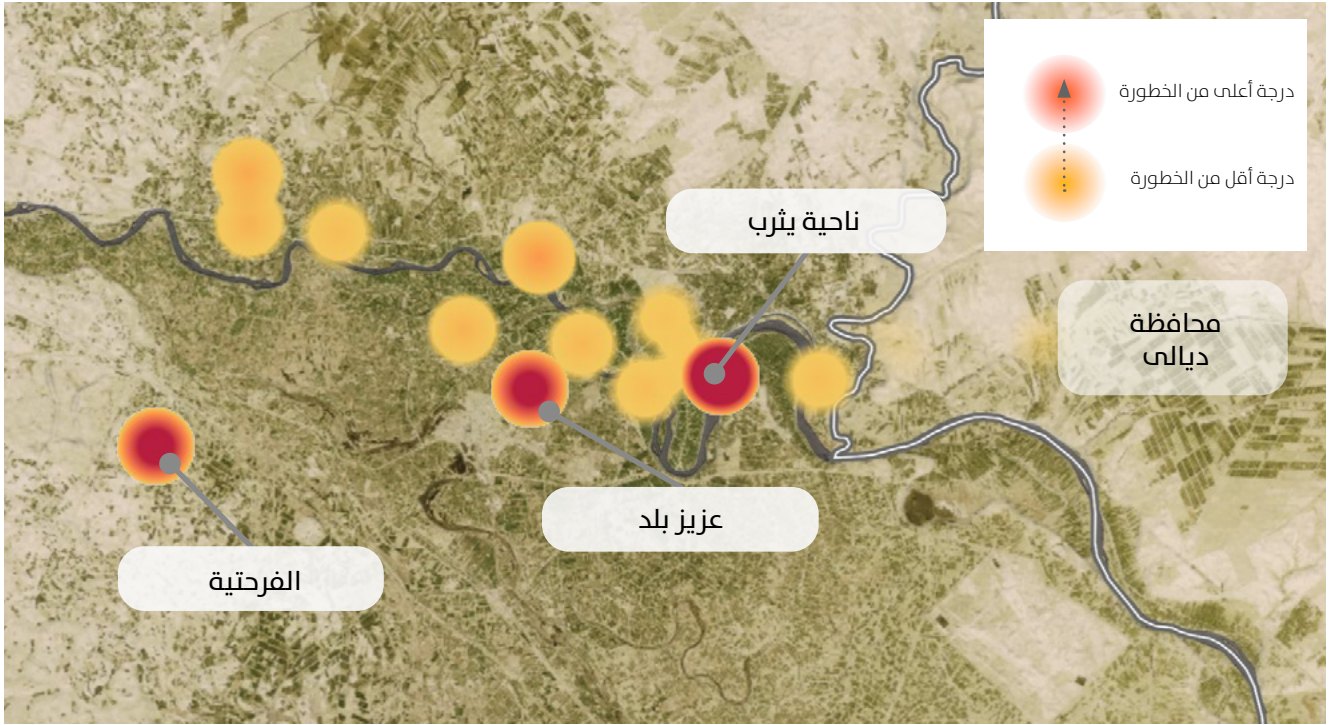 درجة أعلى من الخطورة
درجة أقل من الخطورة
ناحية يثرب
محافظة
ديالى
عزيز بلد
الفرحتية